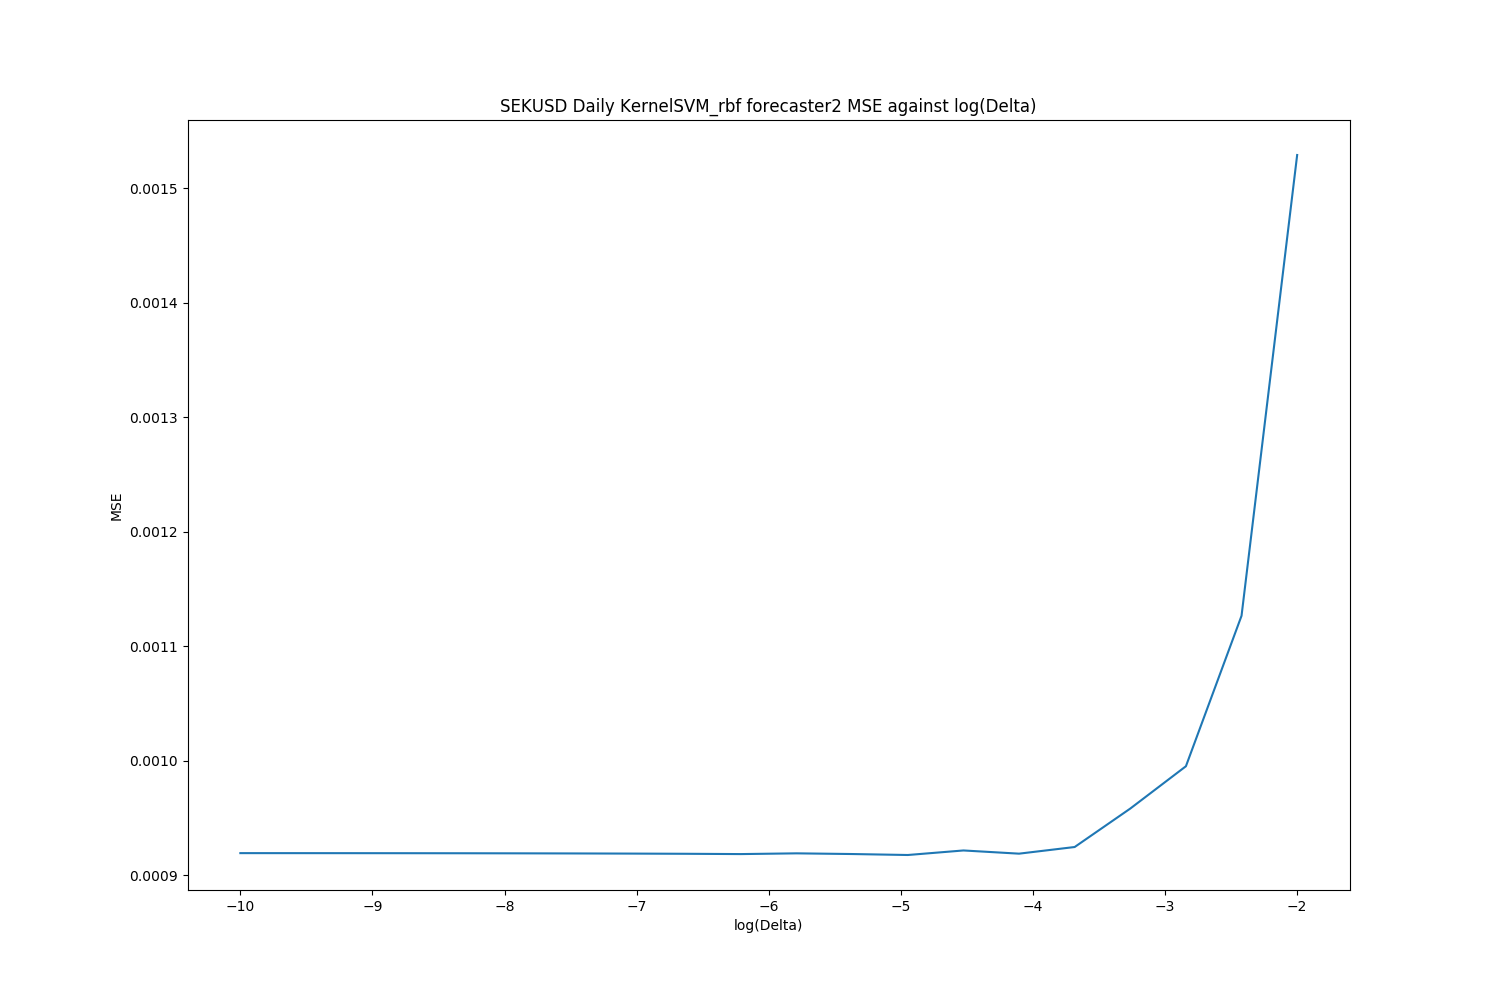 SEKUSD Daily KernelSVM_rbf forecaster2 MSE against log(Delta)
0.0015
0.0014
0.0013
0.0012
0.0011
0.0010
0.0009
MSE
−10 −9 −8 −7 −6 −5 −4 −3 −2
log(Delta)